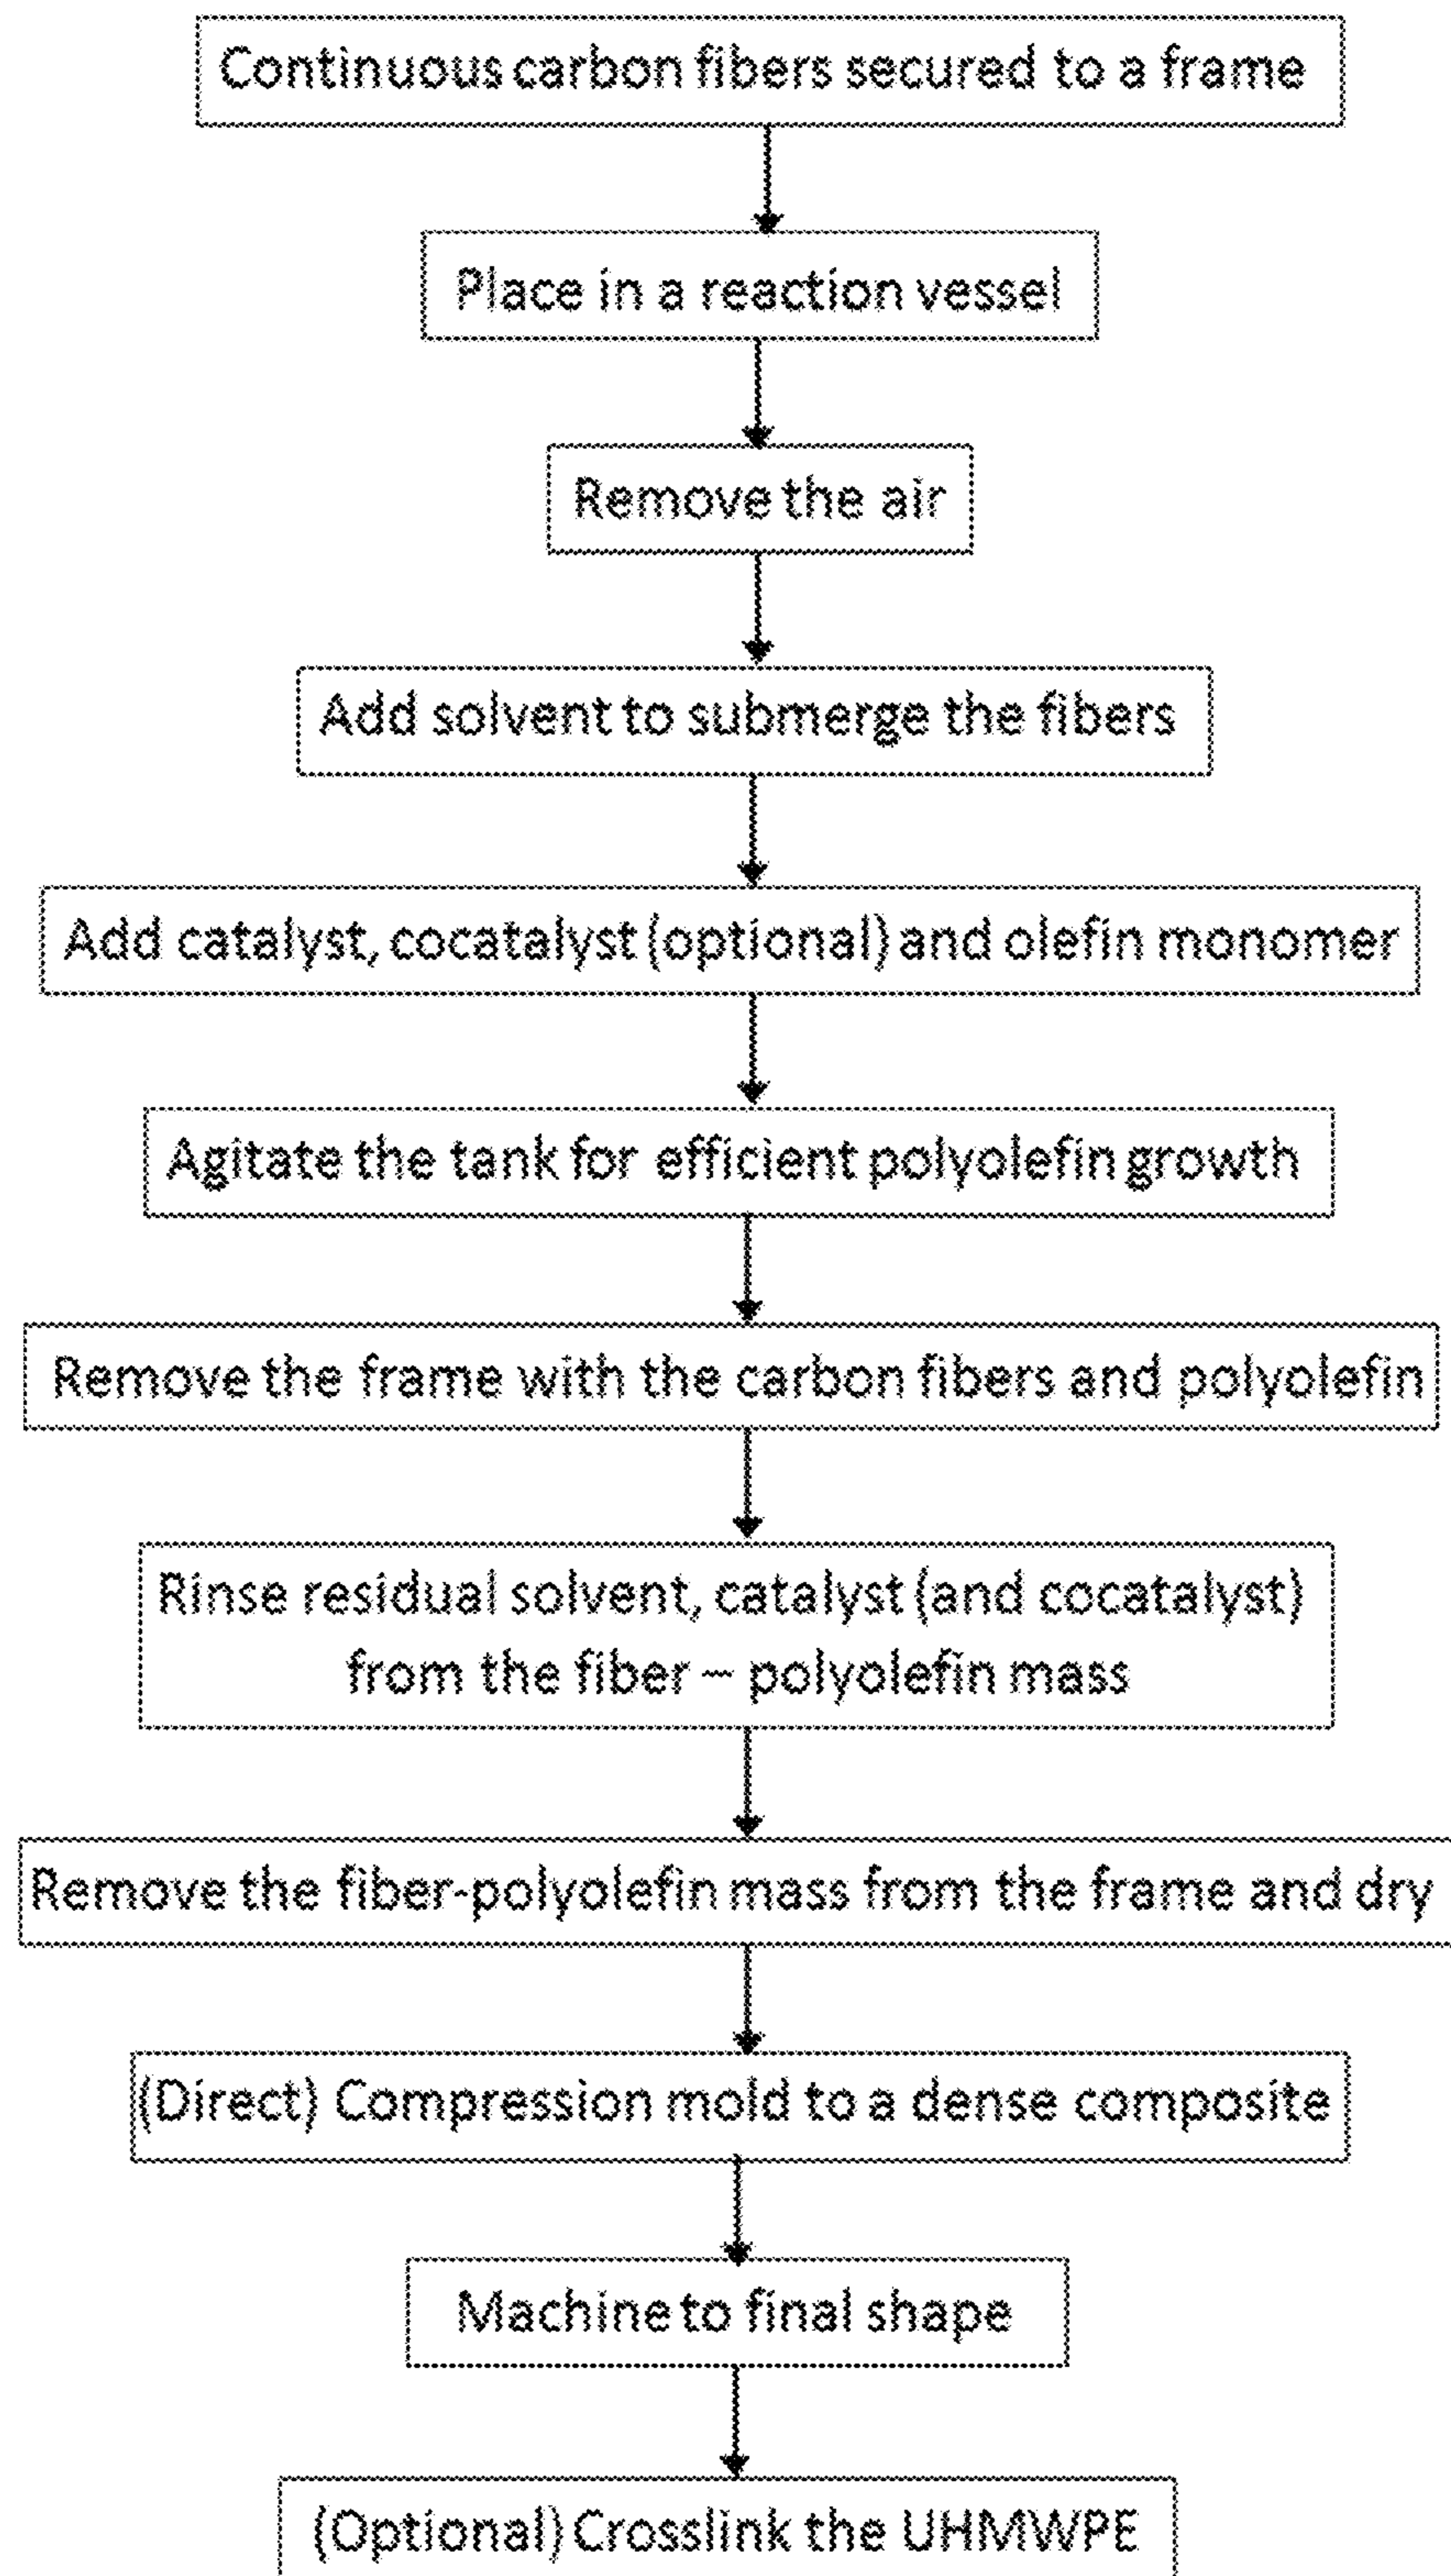 Continuous carbon fibers secured to a frame
Place in a reaction vessel
Remove the air
Add solvent to submerge the fibers
Add catalyst, cocatalyst (optional) and olefin monomer
Agitate the tank for efficient polyolefin growth
Remove the frame with the carbon fibers and polyolefin
Rinse residual solvent, catalyst (and cocatalyst)
from the fiber – polyolefin mass
Remove the fiber-polyolefin mass from the frame and dry
(Direct) Compression mold to a dense composite
Machine to final shape
(Optional) Crosslink the UHMWPE